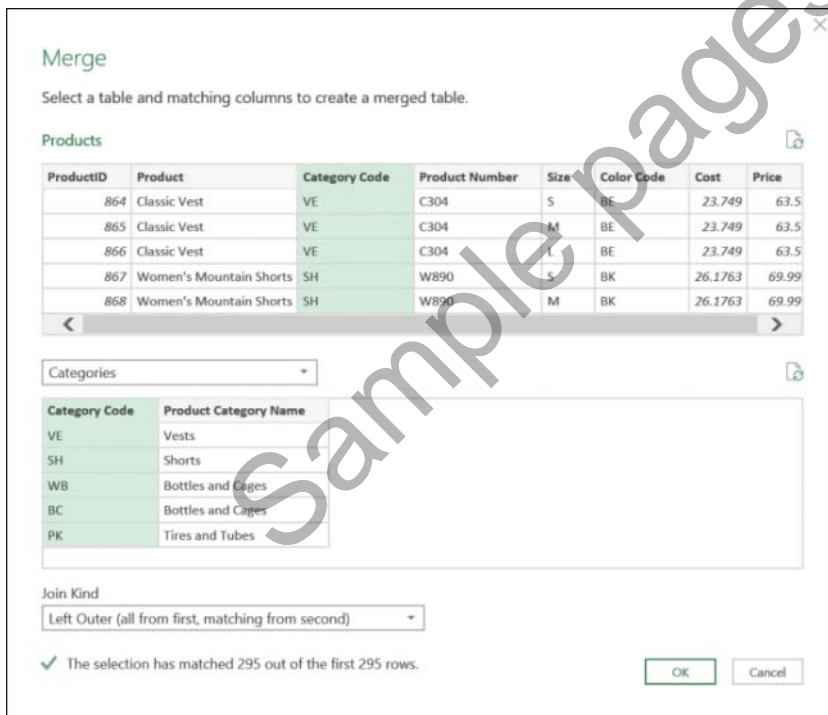 Merge
Select a table and matching columns to create a merged table.
Products
ProductID Product Category Code Product Number Size Color Code Cost Price
864 Classic Vest VE C304 S BE 23.749 63.5
865 Classic Vest VE C304 M BE 23.749 63.5
866 Classic Vest VE C304 L BE 23.749 63.5
867 Women's Mountain Shorts SH W890 S BK 26.1763 69.99
868 Women's Mountain Shorts SH W890 M BK 26.1763 69.99
Categories
Category Code Product Category Name
VE Vests
SH Shorts
WB Bottles and Cages
BC Bottles and Cages
PK Tires and Tubes
Join Kind
Left Outer (all from first, matching from second)
The selection has matched 295 out of the first 295 rows.
OK Cancel
Sample pages